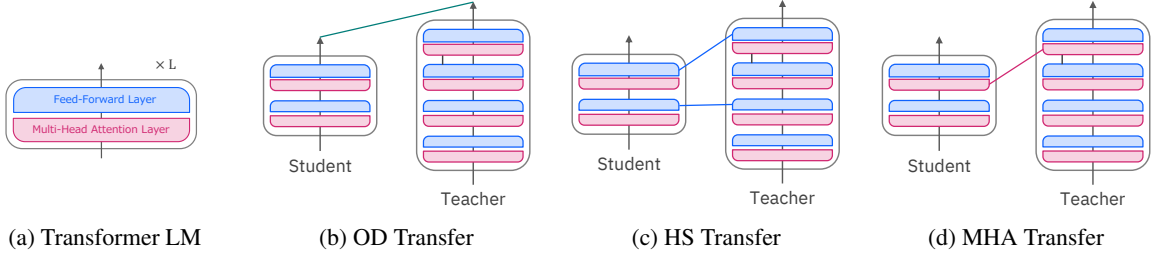 × L
Feed-Forward Layer
Multi-Head Attention Layer
Student
Teacher
Student
Teacher
Student
Teacher
(a) Transformer LM
(b) OD Transfer
(c) HS Transfer
(d) MHA Transfer